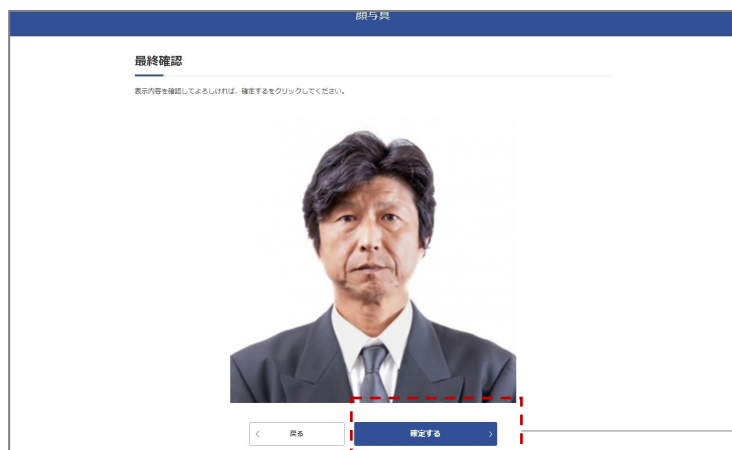 顔写真
最終確認
表示内容を確認してよろしければ、確定するをクリックしてください。
戻る
確定する